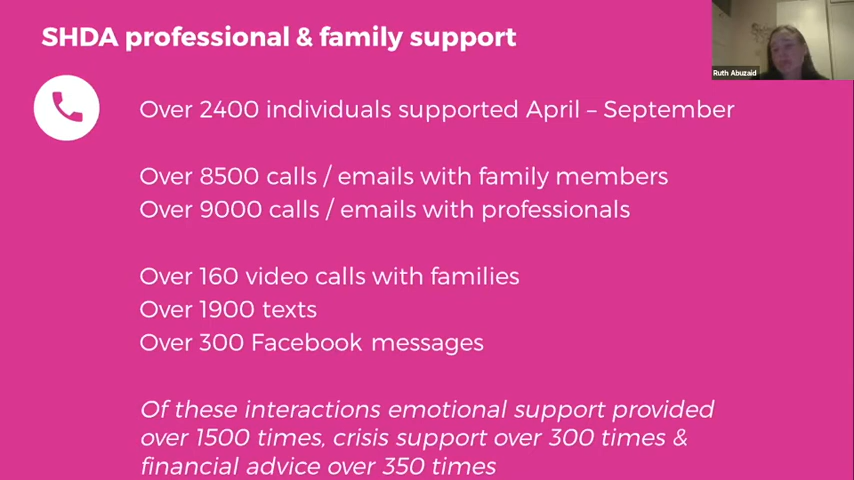 SHDA professional & family support
Ruth Abuzaid
Over 2400 individuals supported April – September
Over 8500 calls / emails with family members
Over 9000 calls / emails with professionals
Over 160 video calls with families
Over 1900 texts
Over 300 Facebook messages
Of these interactions emotional support provided
over 1500 times, crisis support over 300 times &
financial advice over 350 times